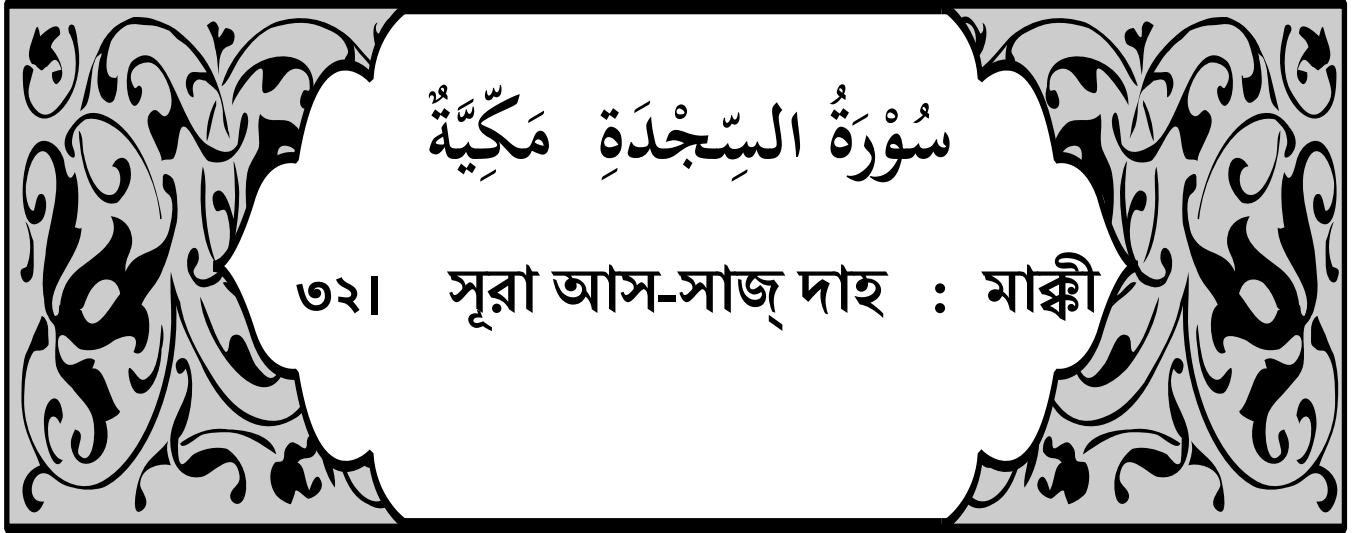 سُوْرَةُ السِّجْدَةِ مَكِّيَّةٌ
৩২। সূরা আস-সাজ্ দাহ : মাক্কী